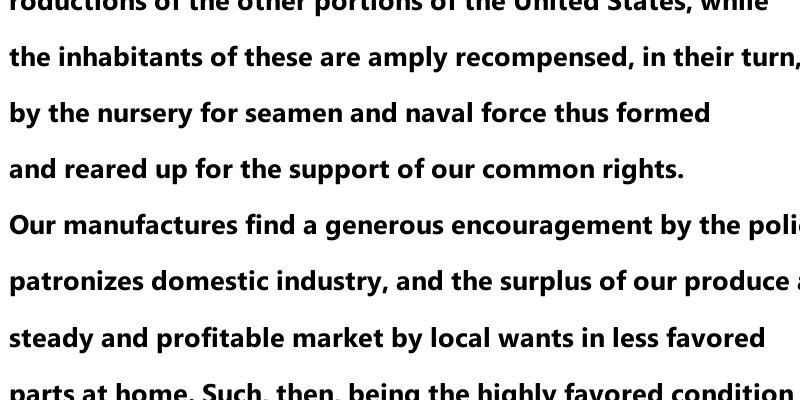 roductions of the other portions of the United States, while
the inhabitants of these are amply recompensed, in their turn,
by the nursery for seamen and naval force thus formed
and reared up for the support of our common rights.
Our manufactures find a generous encouragement by the poli
patronizes domestic industry, and the surplus of our produce a
steady and profitable market by local wants in less favored
parts at home. Such, then, being the highly favored condition